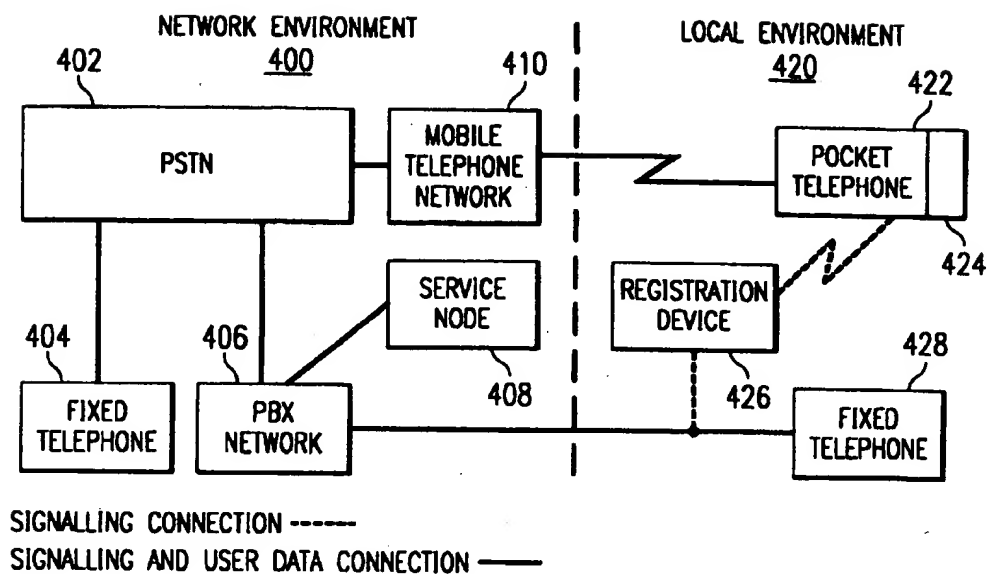 NETWORK ENVIRONMENT
400
LOCAL ENVIRONMENT
420
402
410
422
PSTN
MOBILE
TELEPHONE
NETWORK
POCKET
TELEPHONE
424
SERVICE
NODE
408
REGISTRATION
DEVICE
426
404
406
428
FIXED
TELEPHONE
PBX
NETWORK
FIXED
TELEPHONE
SIGNALLING CONNECTION
SIGNALLING AND USER DATA CONNECTION